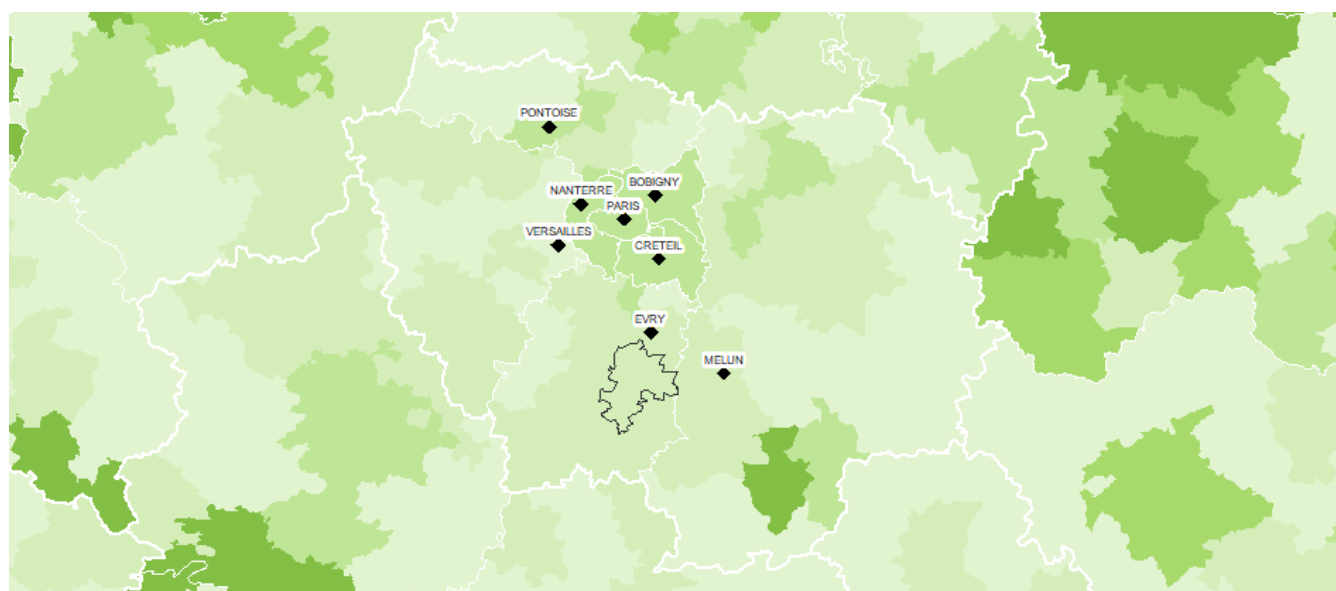 PONTOISE
BOBIGNY
NANTERRE
PARIS
VERSAILLES
CRETEIL
EVRY
MELUN